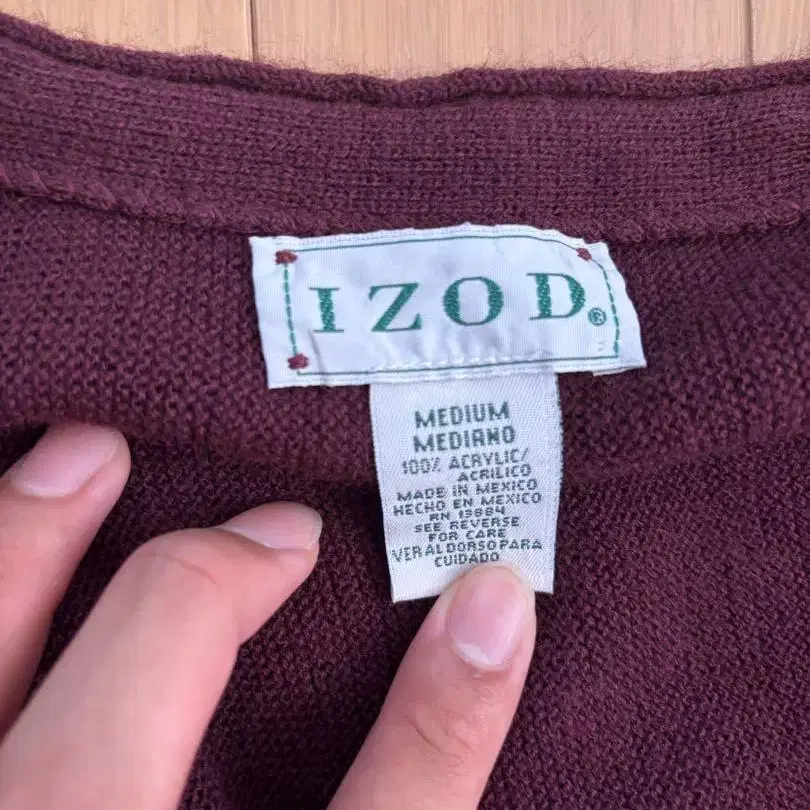 IZOD®
MEDIUM
MEDIANO
100% ACRYLIC/
ACRILICO
MADE IN MEXICO
HECHO EN MEXICO
RN 13884
SEE REVERSE
FOR CARE
VER AL DORSO PARA
CUIDADO